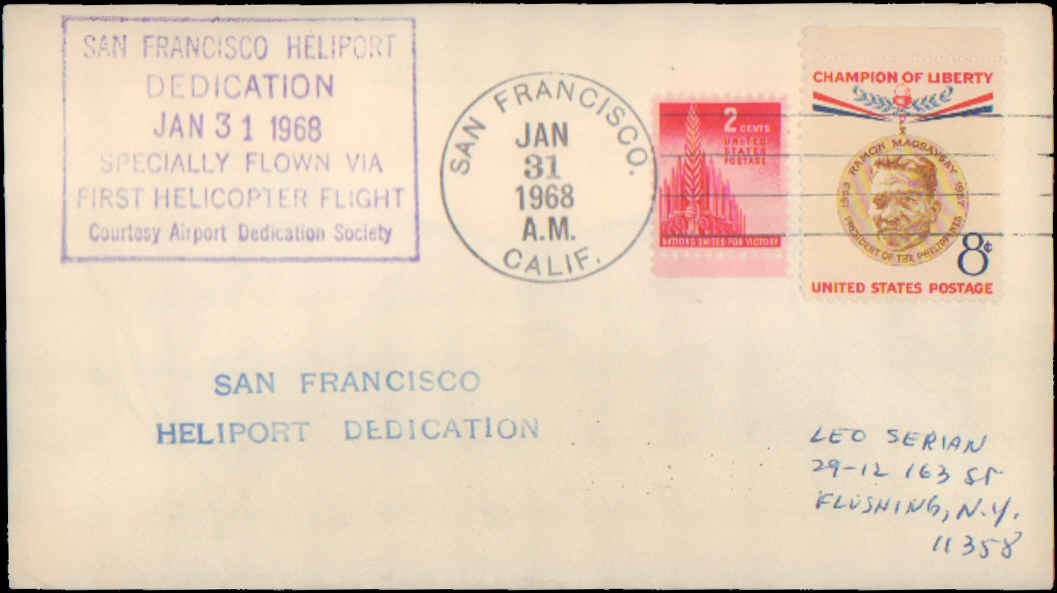 SAN FRANCISCO HELIPORT
DEDICATION
JAN 31 1968
SPECIALLY FLOWN VIA
FIRST HELICOPTER FLIGHT
Courtesy Airport Dedication Society
SAN FRANCISCO.
JAN
31
1968
A.M.
CALIF.
2 CENTS
UNITED
STATES
POSTAGE
NATIONS UNITED FOR VICTORY
CHAMPION OF LIBERTY
RAMON MAGSAYSAY
1953 1957
PRESIDENT OF THE PHILIPPINES
8¢
UNITED STATES POSTAGE
SAN FRANCISCO
HELIPORT DEDICATION
LEO SERIAN
29-12 163 ST
FLUSHING, N.Y.
11358